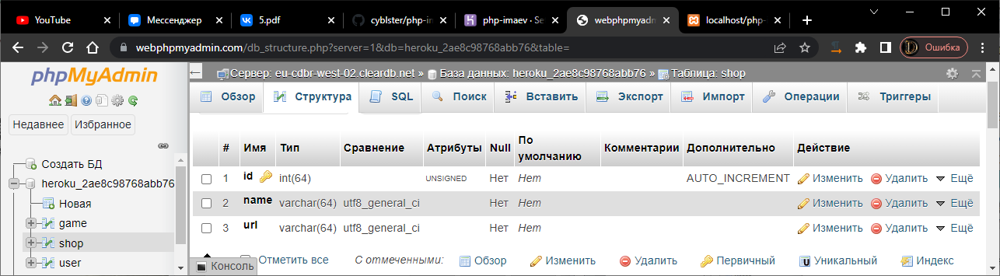 YouTube Мессенджер 5.pdf cyblster/php-im php-imaev · Se webphpmyadm localhost/php-
webphpmyadmin.com/db_structure.php?server=1&db=heroku_2ae8c98768abb76&table= Ошибка
phpMyAdmin
Сервер: eu-cdbr-west-02.cleardb.net » База данных: heroku_2ae8c98768abb76 » Таблица: shop
Обзор Структура SQL Поиск Вставить Экспорт Импорт Операции Триггеры
Недавнее Избранное
Создать БД
heroku_2ae8c98768abb76
Новая
game
shop
user
# Имя Тип Сравнение Атрибуты Null По умолчанию Комментарии Дополнительно Действие
1 id int(64) UNSIGNED Нет Нет AUTO_INCREMENT Изменить Удалить Ещё
2 name varchar(64) utf8_general_ci Нет Нет Изменить Удалить Ещё
3 url varchar(64) utf8_general_ci Нет Нет Изменить Удалить Ещё
Отметить все С отмеченными: Обзор Изменить Удалить Первичный Уникальный Индекс
Консоль